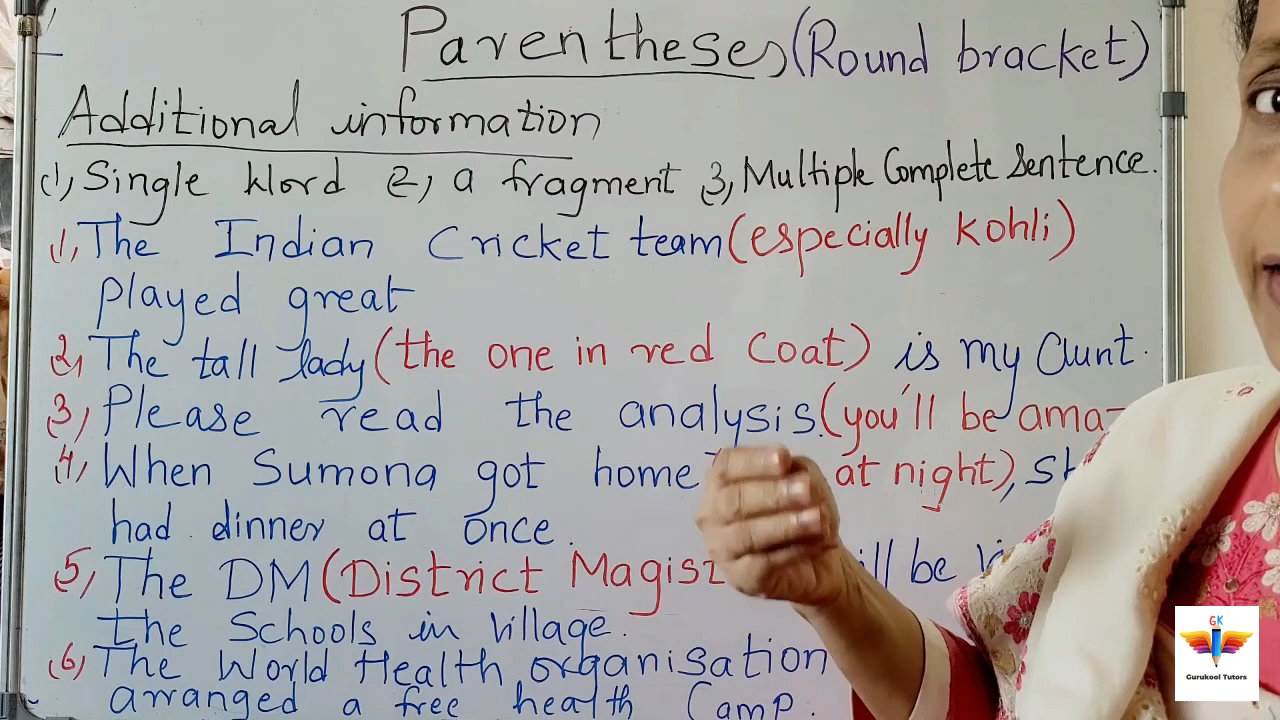 Parentheses (Round bracket)
Additional information
(1) Single Word 2) a fragment 3) Multiple Complete Sentence.
(1) The Indian Cricket team (especially kohli)
played great
2) The tall lady (the one in red Coat) is my Aunt.
3) Please read the analysis. (you'll be ama-
4) When Sumona got home at night),
had dinner at once.
5) The DM (District be
the Schools in village.
(6) The World Health organisation
arranged a free health Camp.
GK
Gurukool Tutors